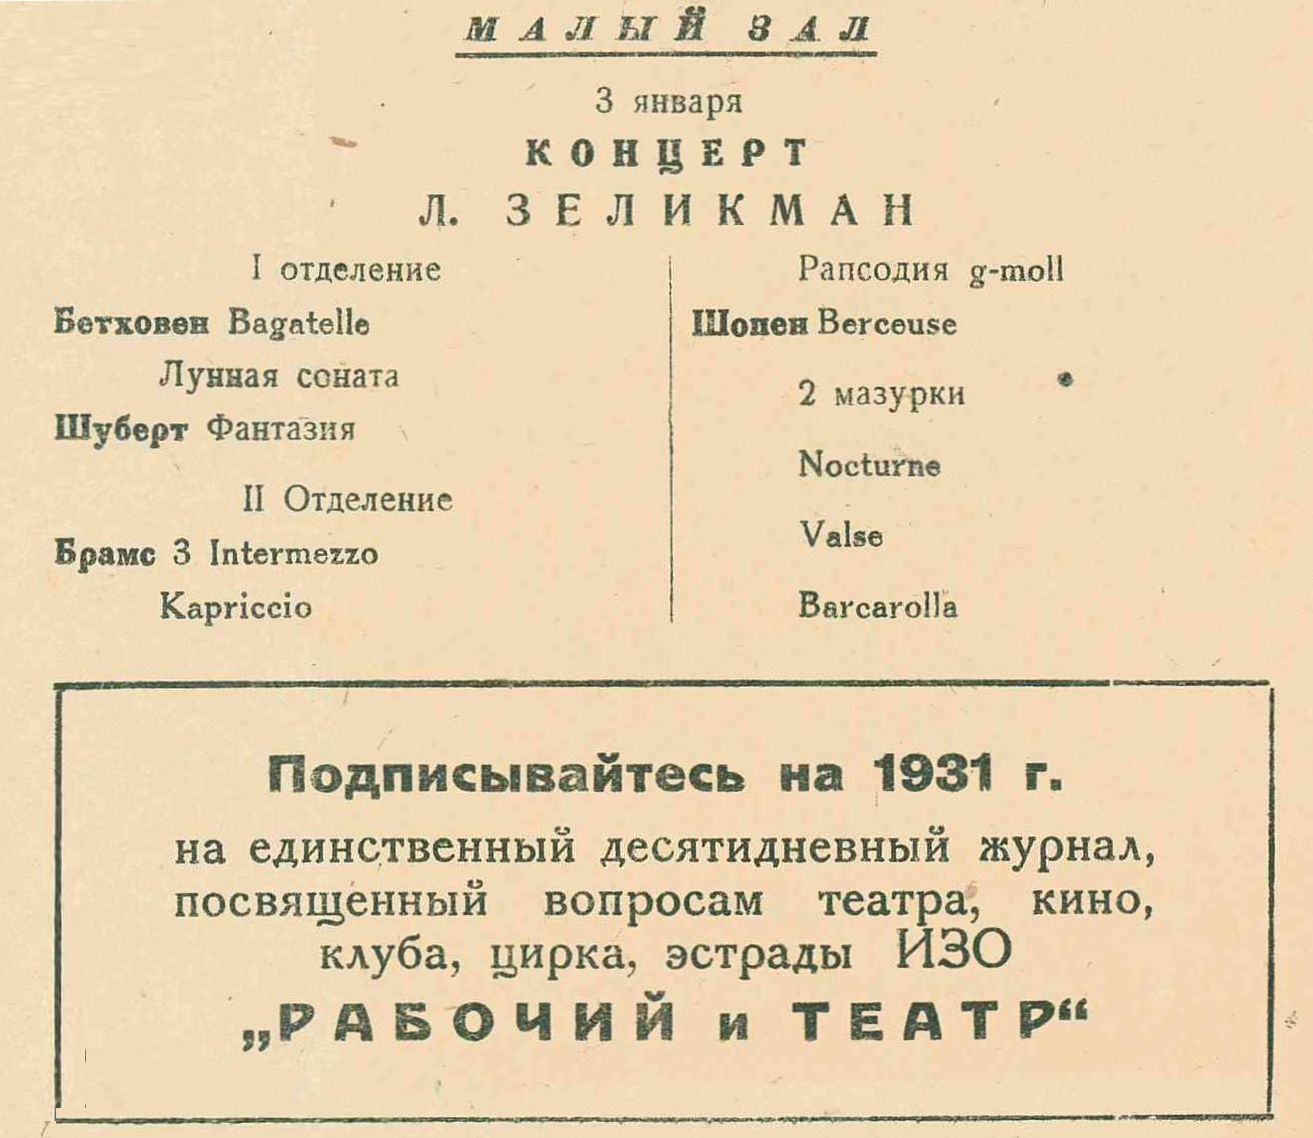 МАЛЫЙ ЗАЛ
3 января
КОНЦЕРТ
Л. ЗЕЛИКМАН
I отделение
Бетховен Bagatelle
Лунная соната
Шуберт Фантазия
II Отделение
Брамс 3 Intermezzo
Kapriccio
Рапсодия g-moll
Шопен Berceuse
2 мазурки
Nocturne
Valse
Barcarolla
Подписывайтесь на 1931 г.
на единственный десятидневный журнал,
посвященный вопросам театра, кино,
клуба, цирка, эстрады ИЗО
„РАБОЧИЙ и ТЕАТР“